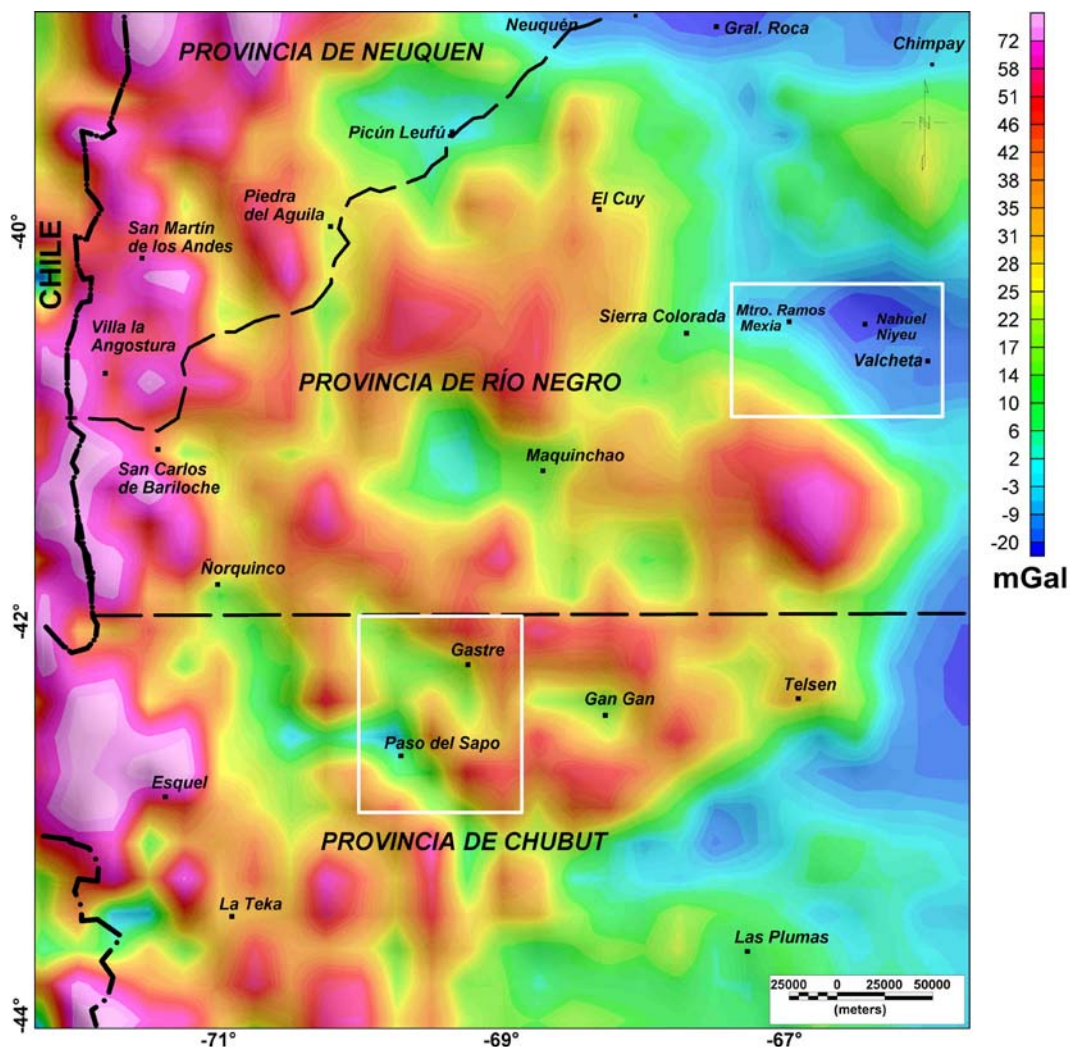 PROVINCIA DE NEUQUEN
Neuquén
Gral. Roca
Chimpay
N
Picún Leufú
Piedra
del Aguila
El Cuy
San Martín
de los Andes
CHILE
Villa la
Angostura
Sierra Colorada
Mtro. Ramos
Mexia
Nahuel
Niyeu
Valcheta
PROVINCIA DE RÍO NEGRO
San Carlos
de Bariloche
Maquinchao
Ñorquinco
Gastre
Gan Gan
Telsen
Paso del Sapo
Esquel
PROVINCIA DE CHUBUT
La Teka
Las Plumas
25000 0 25000 50000
(meters)
-40°
-42°
-44°
-71° -69° -67°
72
58
51
46
42
38
35
31
28
25
22
17
14
10
6
2
-3
-9
-20
mGal